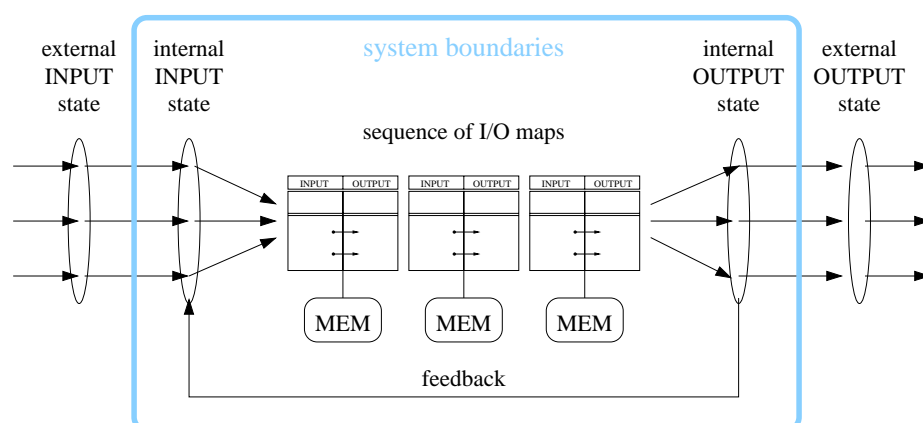 system boundaries
external
INPUT
state
internal
INPUT
state
internal
OUTPUT
state
external
OUTPUT
state
sequence of I/O maps
INPUT OUTPUT
INPUT OUTPUT
INPUT OUTPUT
MEM
MEM
MEM
feedback